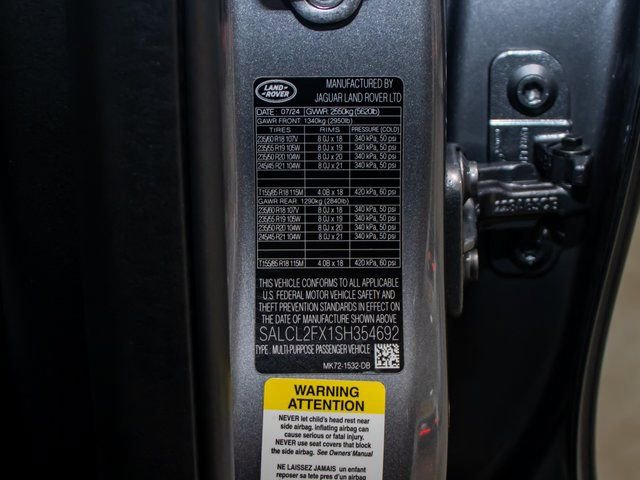 LAND
ROVER
MANUFACTURED BY
JAGUAR LAND ROVER LTD
DATE : 07/24 GVWR 2550kg (5620lb)
GAWR FRONT 1340kg (2950lb)
TIRES RIMS PRESSURE (COLD)
235/60 R18 107V 8.0J x 18 340 kPa, 50 psi
235/55 R19 105W 8.0J x 19 340 kPa, 50 psi
235/50 R20 104W 8.0J x 20 340 kPa, 50 psi
245/45 R21 104W 8.0J x 21 340 kPa, 50 psi
T155/85 R18 115M 4.0B x 18 420 kPa, 60 psi
GAWR REAR 1290kg (2840lb)
235/60 R18 107V 8.0J x 18 340 kPa, 50 psi
235/55 R19 105W 8.0J x 19 340 kPa, 50 psi
235/50 R20 104W 8.0J x 20 340 kPa, 50 psi
245/45 R21 104W 8.0J x 21 340 kPa, 50 psi
T155/85 R18 115M 4.0B x 18 420 kPa, 60 psi
THIS VEHICLE CONFORMS TO ALL APPLICABLE
U.S. FEDERAL MOTOR VEHICLE SAFETY AND
THEFT PREVENTION STANDARDS IN EFFECT ON
THE DATE OF MANUFACTURE SHOWN ABOVE
SALCL2FX1SH354692
TYPE : MULTI-PURPOSE PASSENGER VEHICLE
MK72-1532-DB
WARNING
ATTENTION
NEVER let child's head rest near
side airbag, inflating airbag can
cause serious or fatal injury.
NEVER use seat covers that
block side airbag. See Owners' Manual
NE LAISSEZ JAMAIS un enfant
reposer sa tete pres d'un airbag